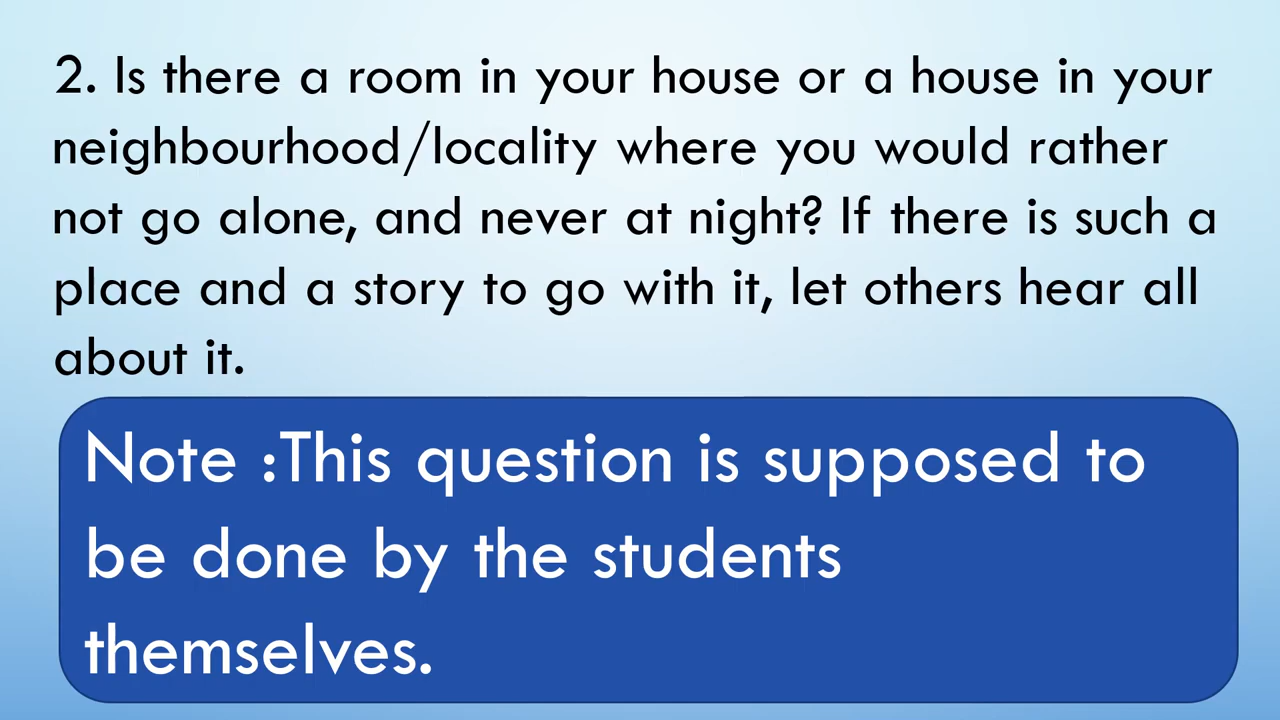 2. Is there a room in your house or a house in your
neighbourhood/locality where you would rather
not go alone, and never at night? If there is such a
place and a story to go with it, let others hear all
about it.
Note :This question is supposed to
be done by the students
themselves.